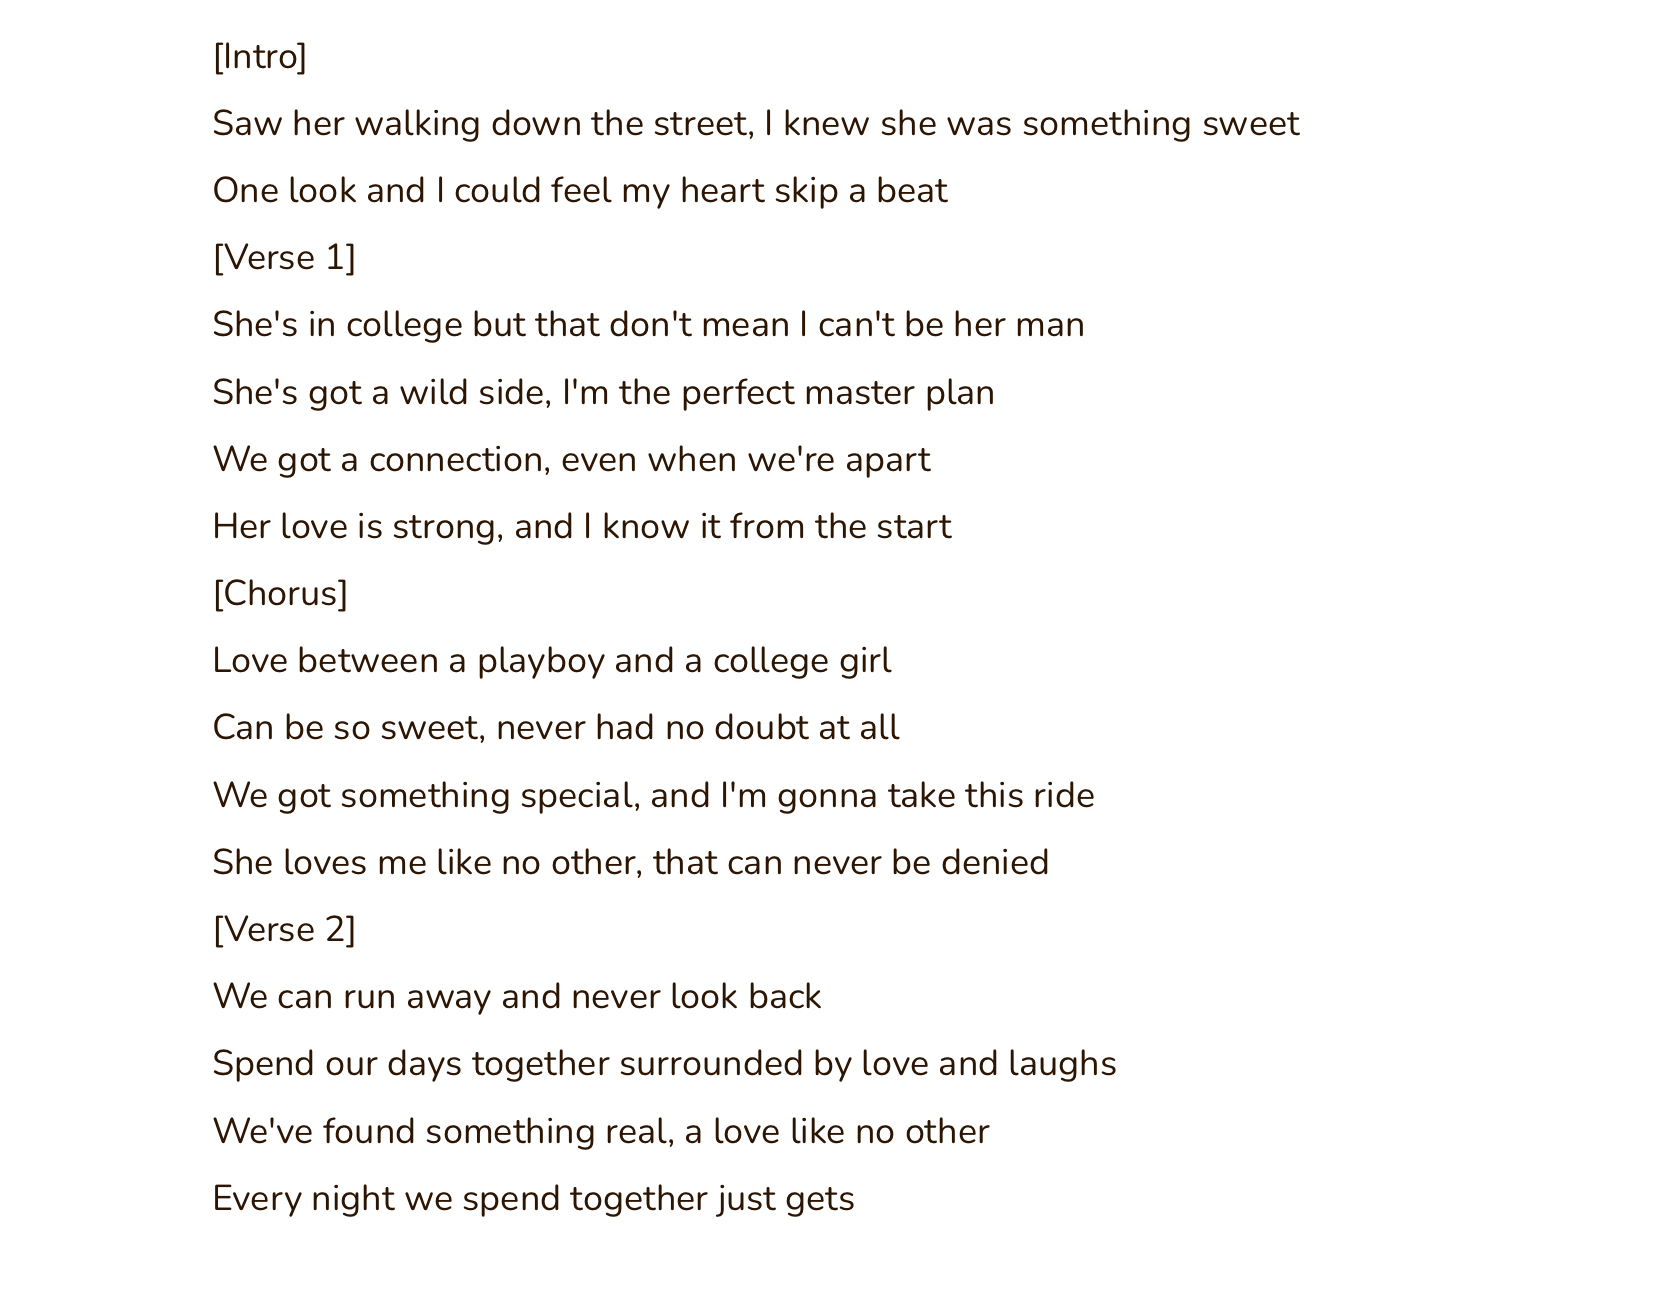 [Intro]
Saw her walking down the street, I knew she was something sweet
One look and I could feel my heart skip a beat
[Verse 1]
She's in college but that don't mean I can't be her man
She's got a wild side, I'm the perfect master plan
We got a connection, even when we're apart
Her love is strong, and I know it from the start
[Chorus]
Love between a playboy and a college girl
Can be so sweet, never had no doubt at all
We got something special, and I'm gonna take this ride
She loves me like no other, that can never be denied
[Verse 2]
We can run away and never look back
Spend our days together surrounded by love and laughs
We've found something real, a love like no other
Every night we spend together just gets